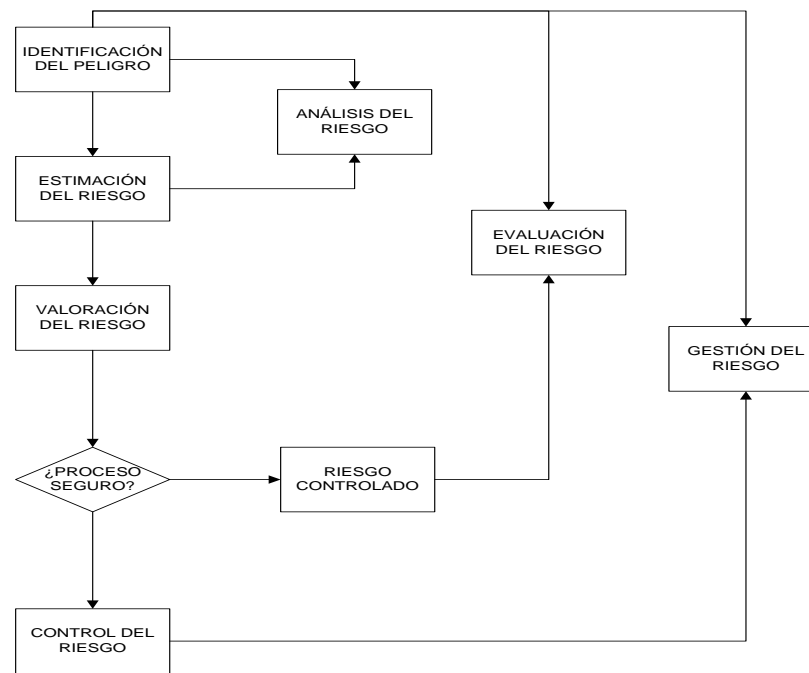 IDENTIFICACIÓN
DEL PELIGRO
ANÁLISIS DEL
RIESGO
ESTIMACIÓN
DEL RIESGO
EVALUACIÓN
DEL RIESGO
VALORACIÓN
DEL RIESGO
GESTIÓN DEL
RIESGO
¿PROCESO
SEGURO?
RIESGO
CONTROLADO
CONTROL DEL
RIESGO